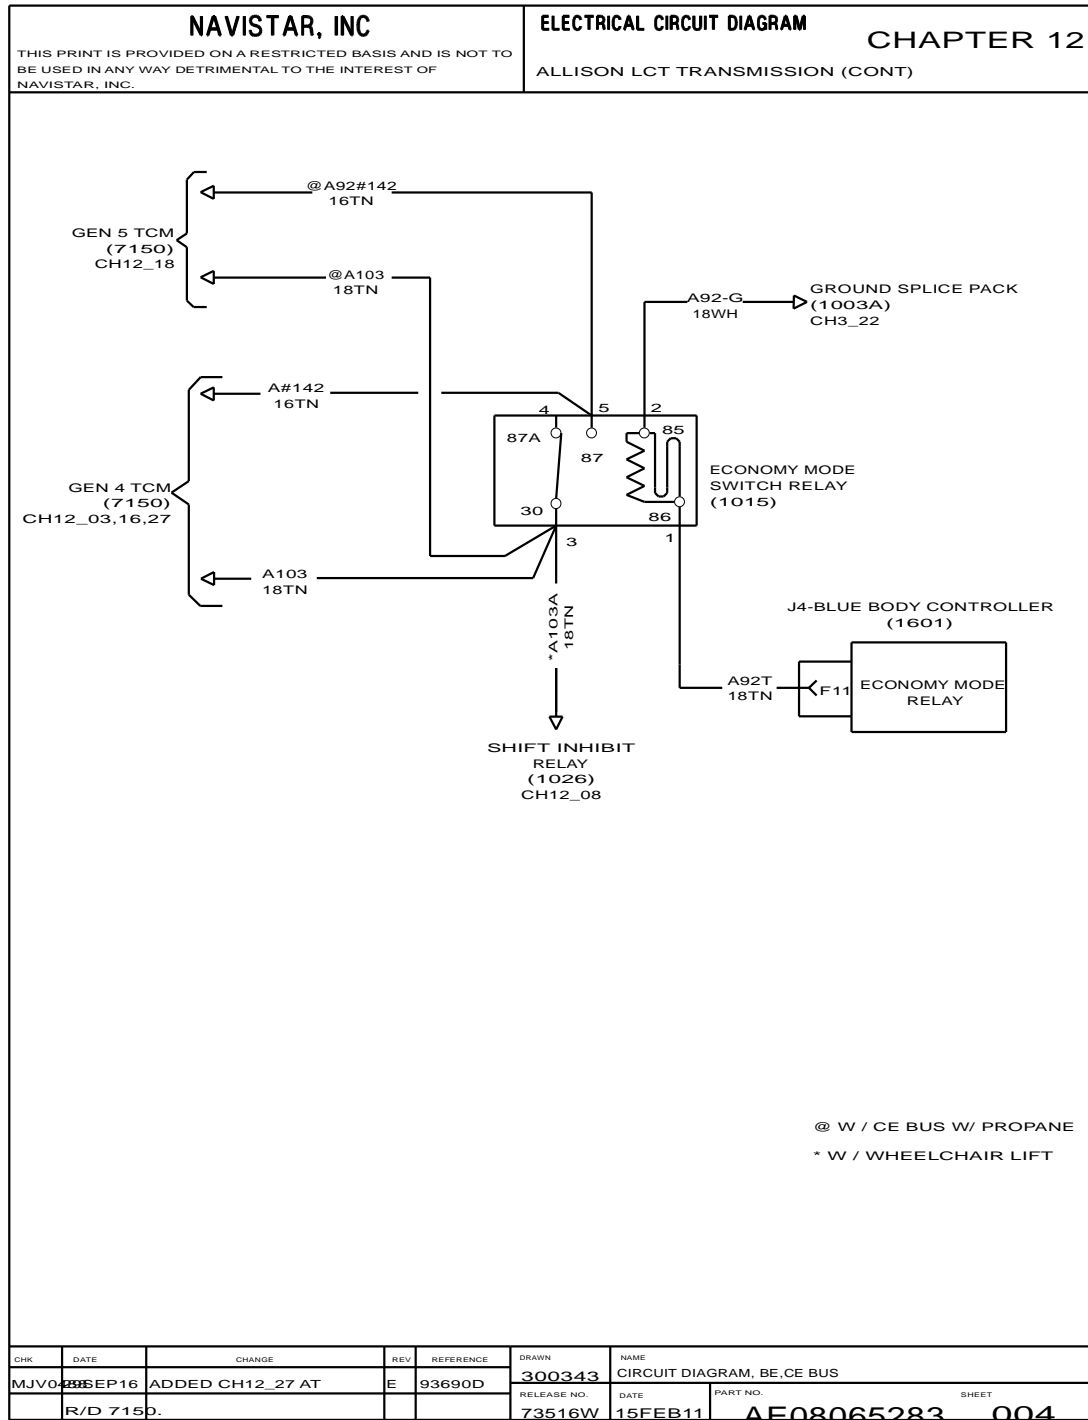 NAVISTAR, INC
THIS PRINT IS PROVIDED ON A RESTRICTED BASIS AND IS NOT TO
BE USED IN ANY WAY DETRIMENTAL TO THE INTEREST OF
NAVISTAR, INC.
ELECTRICAL CIRCUIT DIAGRAM
CHAPTER 12
ALLISON LCT TRANSMISSION (CONT)
@A92#142
16TN
GEN 5 TCM
(7150)
CH12_18
@A103
18TN
A92-G
18WH
GROUND SPLICE PACK
(1003A)
CH3_22
A#142
16TN
4
5
2
87A
87
85
ECONOMY MODE
SWITCH RELAY
(1015)
GEN 4 TCM
(7150)
CH12_03,16,27
30
86
3
1
A103
18TN
*A103A
18TN
J4-BLUE BODY CONTROLLER
(1601)
A92T
18TN
F11
ECONOMY MODE
RELAY
SHIFT INHIBIT
RELAY
(1026)
CH12_08
@ W / CE BUS W/ PROPANE
* W / WHEELCHAIR LIFT
CHK
DATE
CHANGE
REV
REFERENCE
DRAWN
NAME
ADDED CH12_27 AT
E
93690D
300343
CIRCUIT DIAGRAM, BE,CE BUS
R/D 7150.
RELEASE NO.
DATE
PART NO.
SHEET
73516W
15FEB11
AE08065283
004